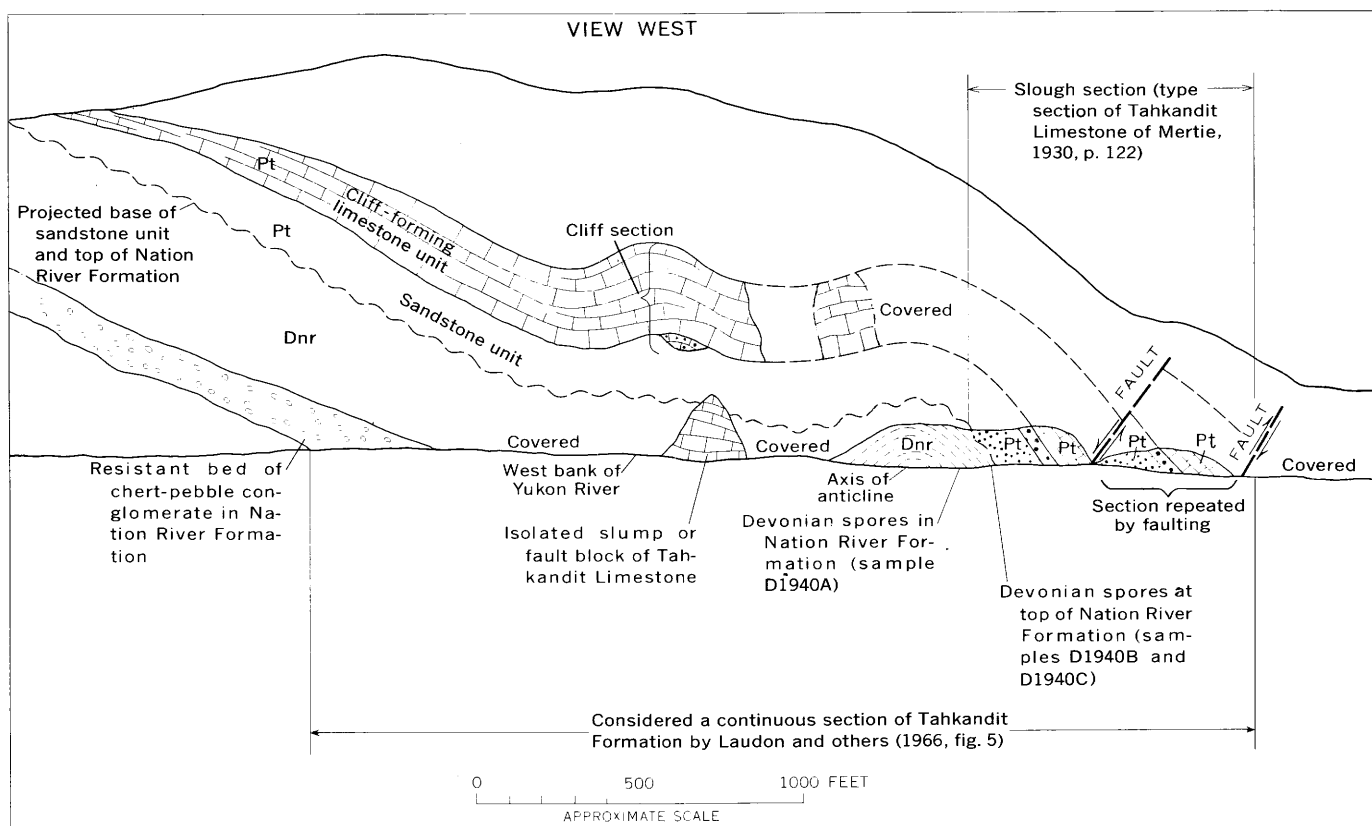 VIEW WEST
Slough section (type
section of Tahkandit
Limestone of Mertie,
1930, p. 122)
Pt
Cliff-forming
limestone unit
Projected base of
sandstone unit
and top of Nation
River Formation
Pt
Cliff section
Sandstone unit
Covered
Dnr
FAULT
FAULT
Covered
Covered
Dnr
Pt
Pt
Pt
Pt
Covered
Resistant bed of
chert-pebble con-
glomerate in Na-
tion River Forma-
tion
West bank of
Yukon River
Isolated slump or
fault block of Tah-
kandit Limestone
Axis of
anticline
Devonian spores in
Nation River For-
mation (sample
D1940A)
Section repeated
by faulting
Devonian spores at
top of Nation River
Formation (sam-
ples D1940B and
D1940C)
Considered a continuous section of Tahkandit
Formation by Laudon and others (1966, fig. 5)
0 500 1000 FEET
APPROXIMATE SCALE